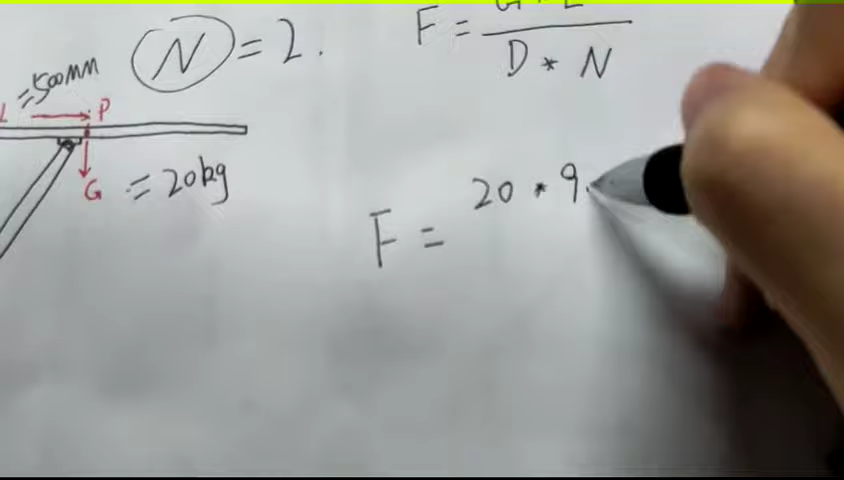 N = 2.
F = G * L / D * N
L = 500MM
P
G = 20kg
F = 20 * 9.